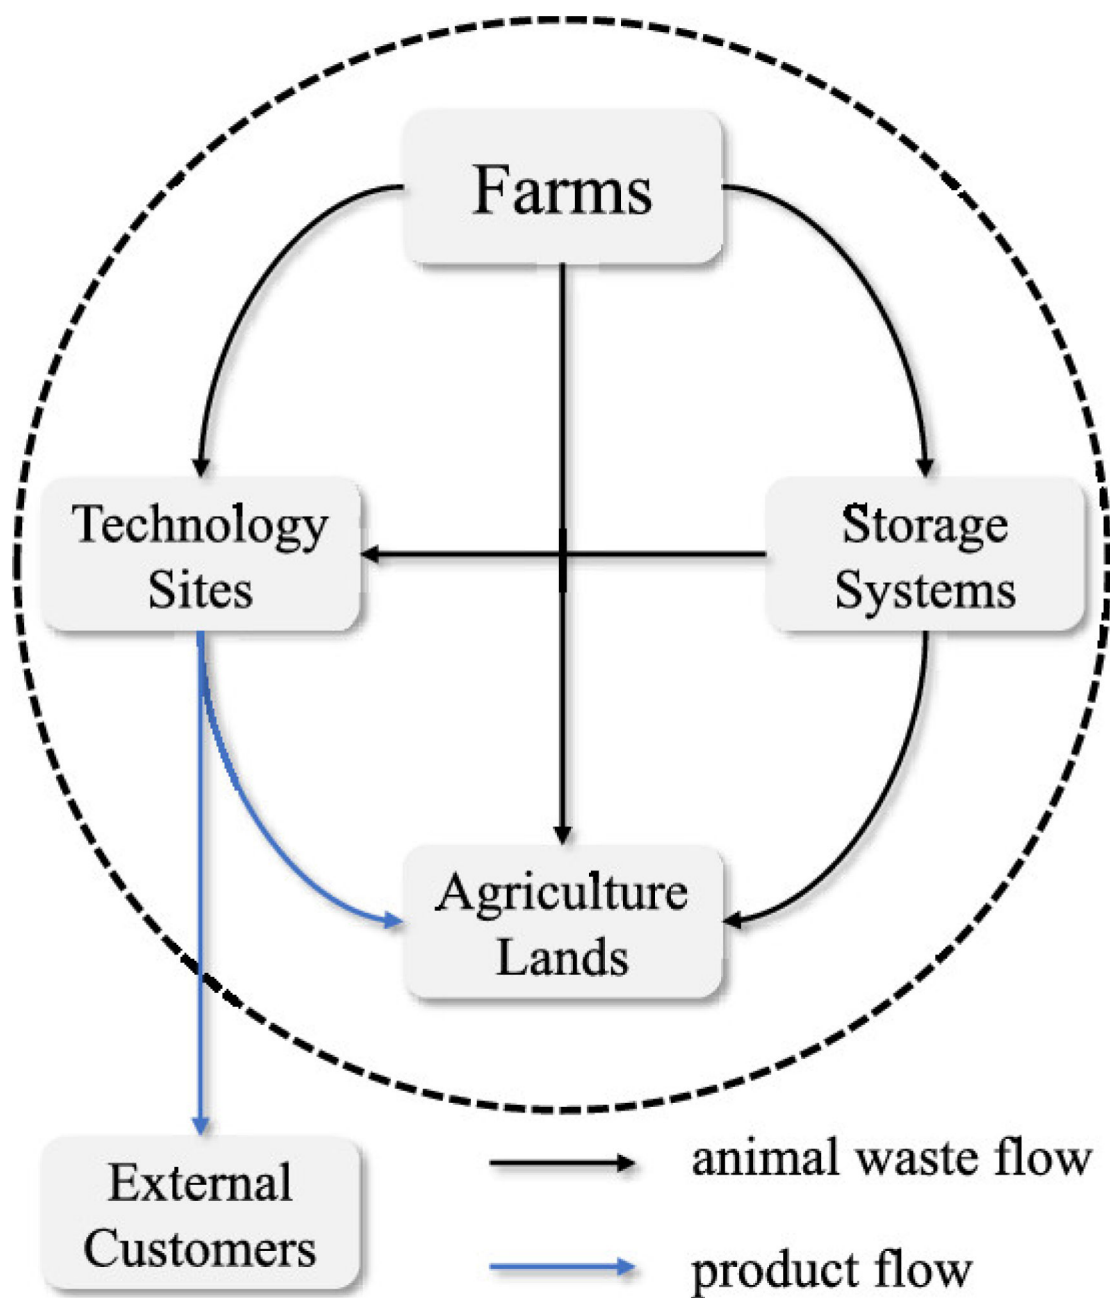 Farms
Technology
Sites
Storage
Systems
Agriculture
Lands
External
Customers
animal waste flow
product flow